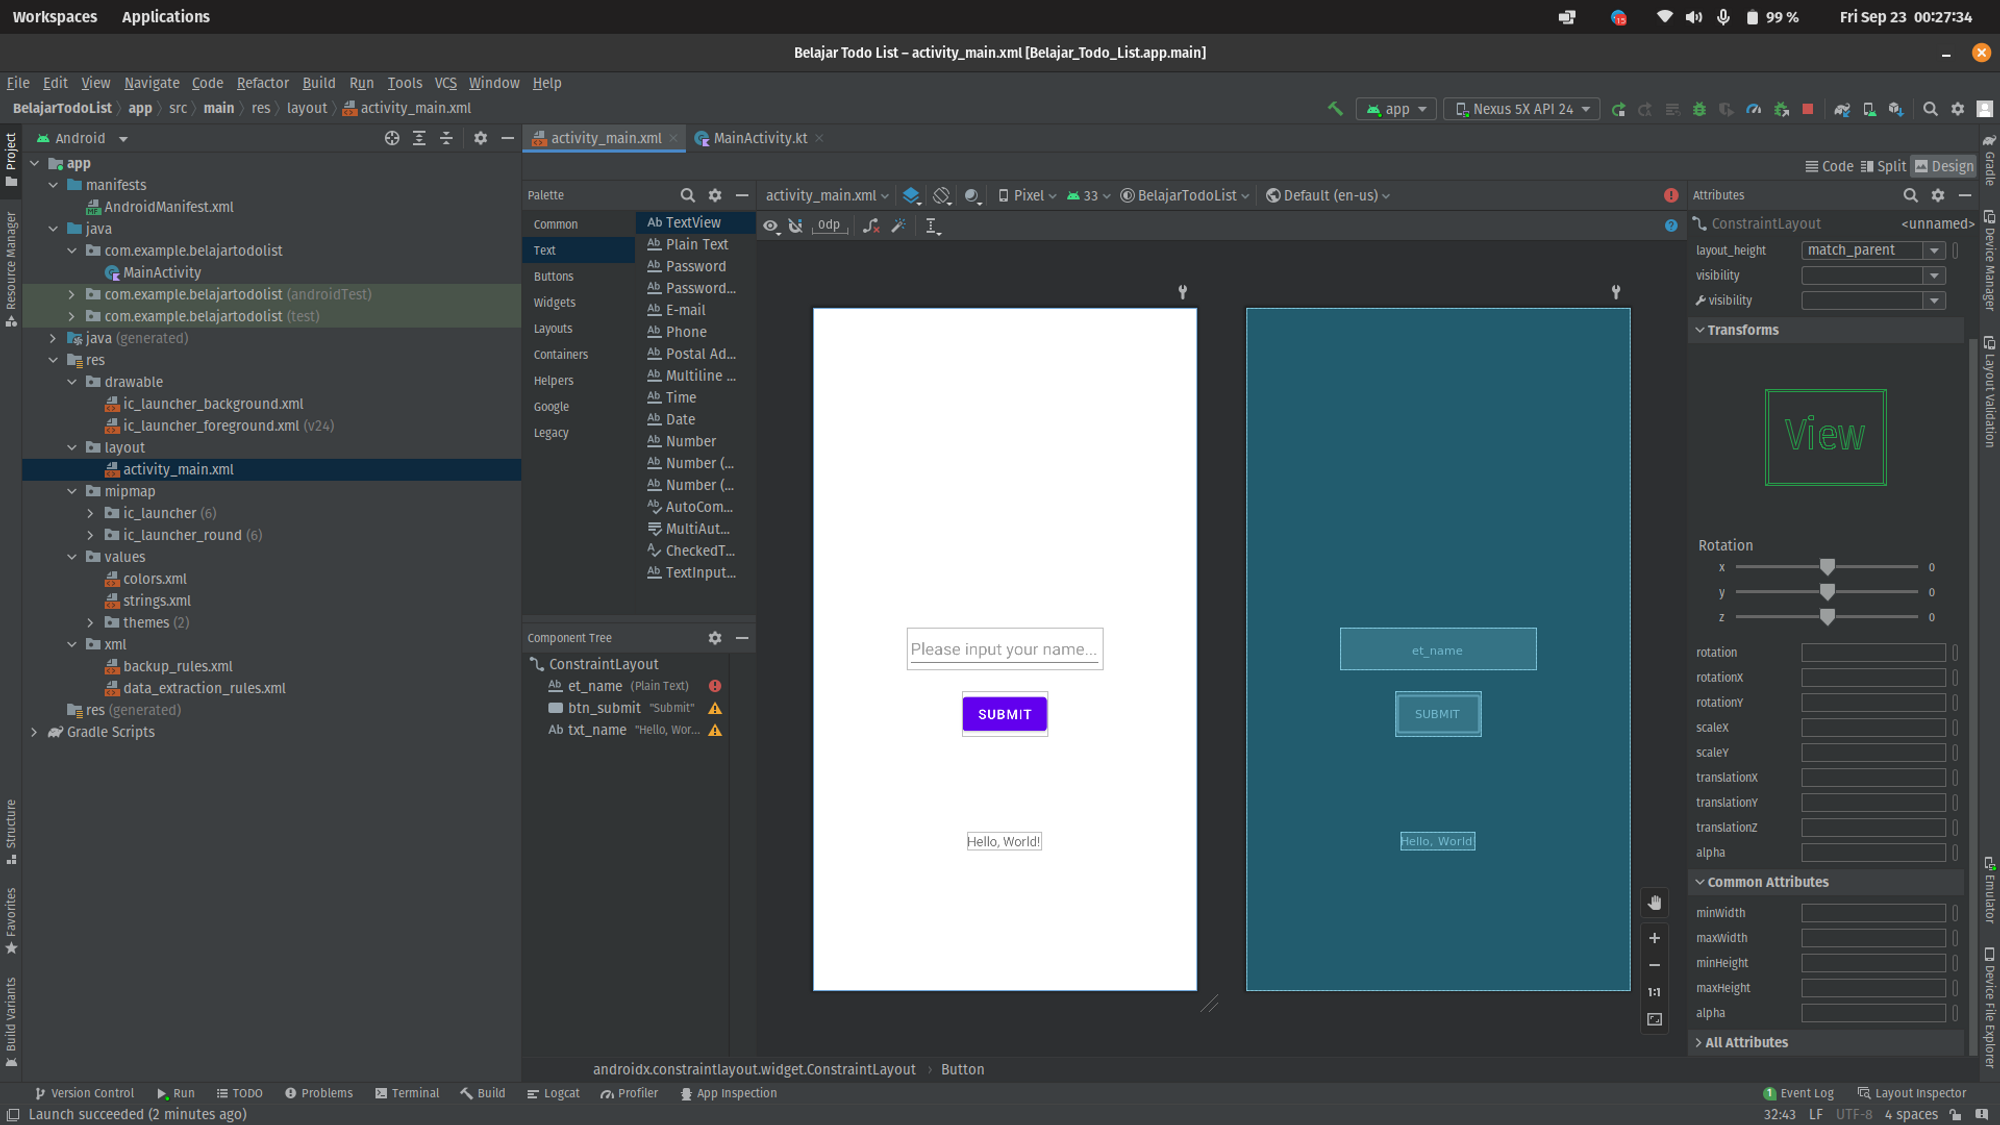 Workspaces Applications 99 % Fri Sep 23 00:27:34
Belajar Todo List – activity_main.xml [Belajar_Todo_List.app.main]
File Edit View Navigate Code Refactor Build Run Tools VCS Window Help
BelajarTodoList app src main res layout activity_main.xml app Nexus 5X API 24
Project
Resource Manager
Structure
Favorites
Build Variants
Android
app
manifests
AndroidManifest.xml
java
com.example.belajartodolist
MainActivity
com.example.belajartodolist (androidTest)
com.example.belajartodolist (test)
java (generated)
res
drawable
ic_launcher_background.xml
ic_launcher_foreground.xml (v24)
layout
activity_main.xml
mipmap
ic_launcher (6)
ic_launcher_round (6)
values
colors.xml
strings.xml
themes (2)
xml
backup_rules.xml
data_extraction_rules.xml
res (generated)
Gradle Scripts
activity_main.xml MainActivity.kt
Code Split Design
Palette
Common
Text
Buttons
Widgets
Layouts
Containers
Helpers
Google
Legacy
Ab TextView
Ab Plain Text
Ab Password
Ab Password...
Ab E-mail
Ab Phone
Ab Postal Ad...
Ab Multiline ...
Ab Time
Ab Date
Ab Number
Ab Number (...
Ab Number (...
AutoCom...
MultiAut...
CheckedT...
Ab TextInput...
Component Tree
ConstraintLayout
Ab et_name (Plain Text)
btn_submit "Submit"
Ab txt_name "Hello, Wor...
activity_main.xml Pixel 33 BelajarTodoList Default (en-us)
0dp
Please input your name...
SUBMIT
Hello, World!
et_name
SUBMIT
Hello, World
1:1
Attributes
ConstraintLayout <unnamed>
layout_height match_parent
visibility
visibility
Transforms
View
Rotation
x 0
y 0
z 0
rotation
rotationX
rotationY
scaleX
scaleY
translationX
translationY
translationZ
alpha
Common Attributes
minWidth
maxWidth
minHeight
maxHeight
alpha
All Attributes
Gradle
Device Manager
Layout Validation
Emulator
Device File Explorer
androidx.constraintlayout.widget.ConstraintLayout › Button
Version Control Run TODO Problems Terminal Build Logcat Profiler App Inspection 1 Event Log Layout Inspector
Launch succeeded (2 minutes ago) 32:43 LF UTF-8 4 spaces